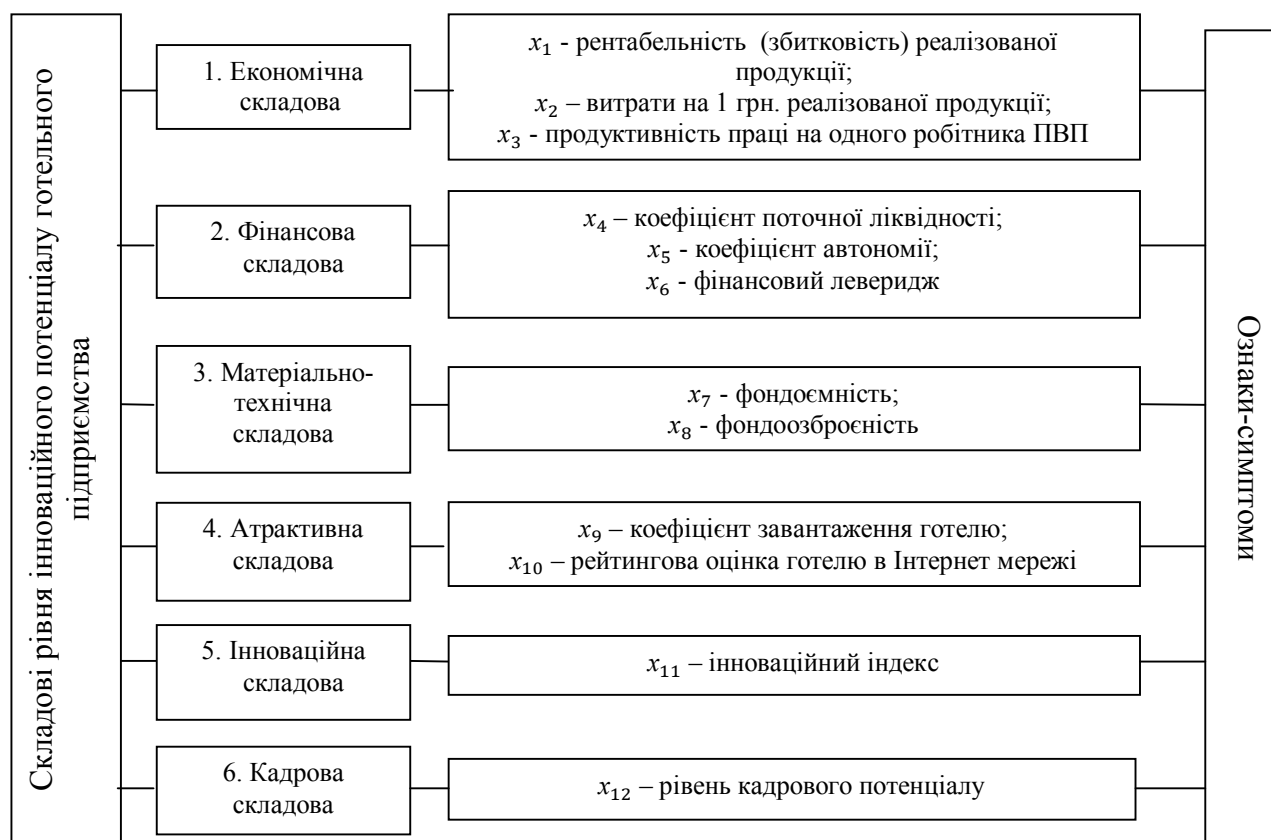 Складові рівня інноваційного потенціалу готельного
підприємства
1. Економічна
складова
x₁ - рентабельність (збитковість) реалізованої
продукції;
x₂ – витрати на 1 грн. реалізованої продукції;
x₃ - продуктивність праці на одного робітника ПВП
2. Фінансова
складова
x₄ – коефіцієнт поточної ліквідності;
x₅ - коефіцієнт автономії;
x₆ - фінансовий леверидж
3. Матеріально-
технічна
складова
x₇ - фондоємність;
x₈ - фондоозброєність
4. Атрактивна
складова
x₉ – коефіцієнт завантаження готелю;
x₁₀ – рейтингова оцінка готелю в Інтернет мережі
5. Інноваційна
складова
x₁₁ – інноваційний індекс
6. Кадрова
складова
x₁₂ – рівень кадрового потенціалу
Ознаки-симптоми